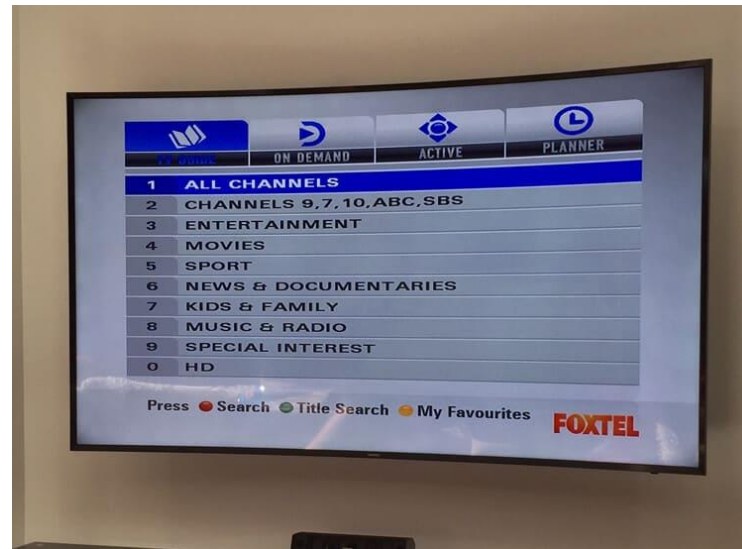 TV GUIDE
ON DEMAND
ACTIVE
PLANNER
1 ALL CHANNELS
2 CHANNELS 9,7,10,ABC,SBS
3 ENTERTAINMENT
4 MOVIES
5 SPORT
6 NEWS & DOCUMENTARIES
7 KIDS & FAMILY
8 MUSIC & RADIO
9 SPECIAL INTEREST
0 HD
Press Search Title Search My Favourites
FOXTEL